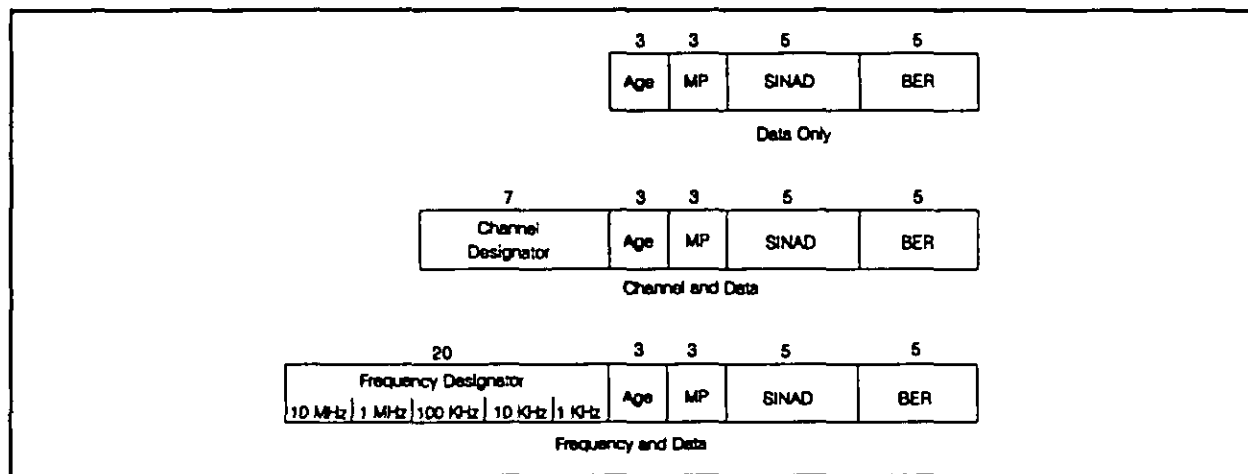 3 3 5 5
Age MP SINAD BER
Data Only
7 3 3 5 5
Channel Designator Age MP SINAD BER
Channel and Data
20 3 3 5 5
Frequency Designator Age MP SINAD BER
10 MHz 1 MHz 100 KHz 10 KHz 1 KHz
Frequency and Data